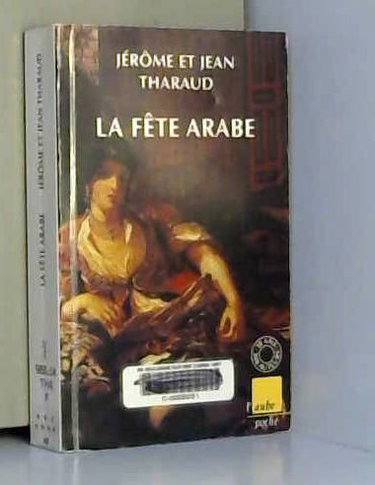 JÉRÔME ET JEAN
THARAUD
LA FÊTE ARABE
l'aube
poche
LA FÊTE ARABE
JÉRÔME ET JEAN THARAUD